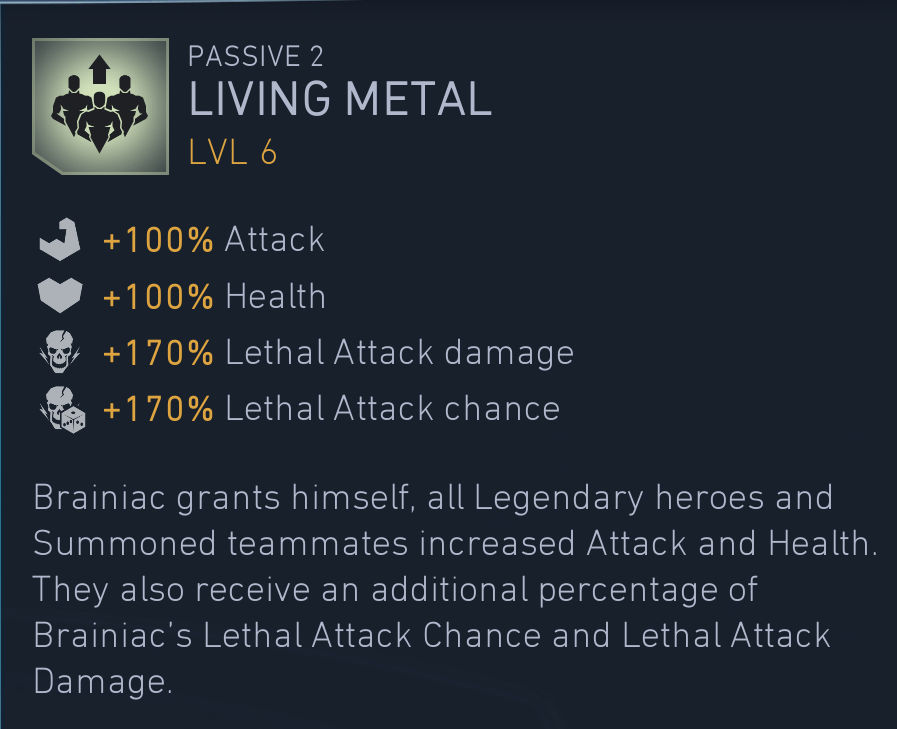 PASSIVE 2
LIVING METAL
LVL 6
+100% Attack
+100% Health
+170% Lethal Attack damage
+170% Lethal Attack chance
Brainiac grants himself, all Legendary heroes and
Summoned teammates increased Attack and Health.
They also receive an additional percentage of
Brainiac's Lethal Attack Chance and Lethal Attack
Damage.